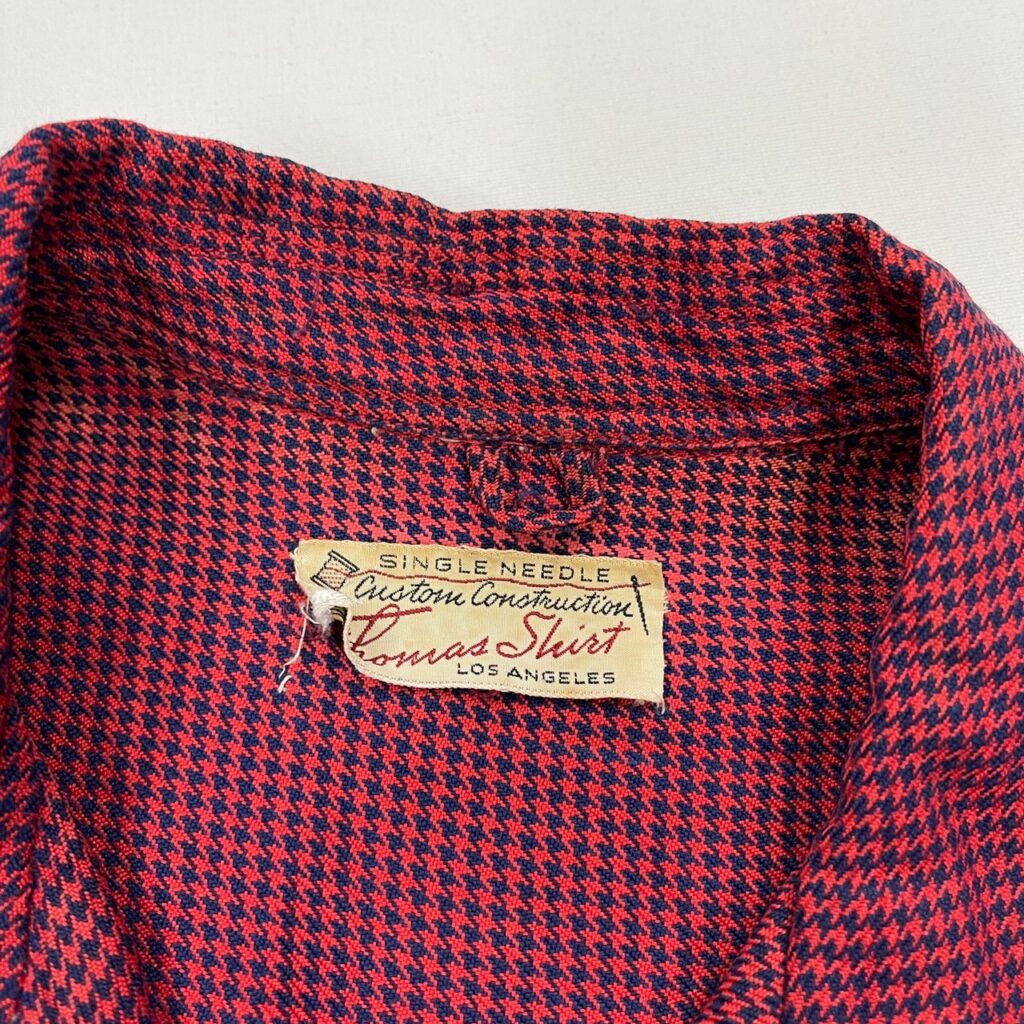 SINGLE NEEDLE
Custom Construction
Thomas Shirt
LOS ANGELES